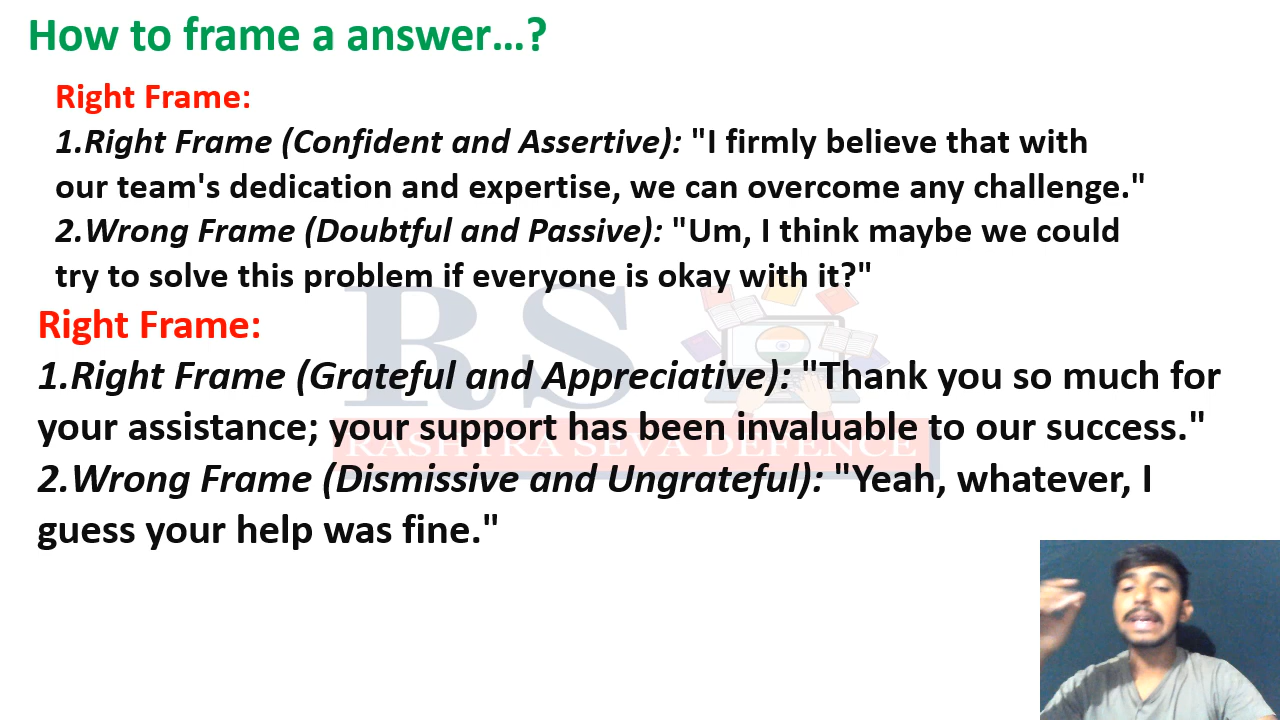 How to frame a answer...?
Right Frame:
1.Right Frame (Confident and Assertive): "I firmly believe that with
our team's dedication and expertise, we can overcome any challenge."
2.Wrong Frame (Doubtful and Passive): "Um, I think maybe we could
try to solve this problem if everyone is okay with it?"
RS
Right Frame:
1.Right Frame (Grateful and Appreciative): "Thank you so much for
your assistance; your support has been invaluable to our success."
RASHTRA SEVA DEFENCE
2.Wrong Frame (Dismissive and Ungrateful): "Yeah, whatever, I
guess your help was fine."